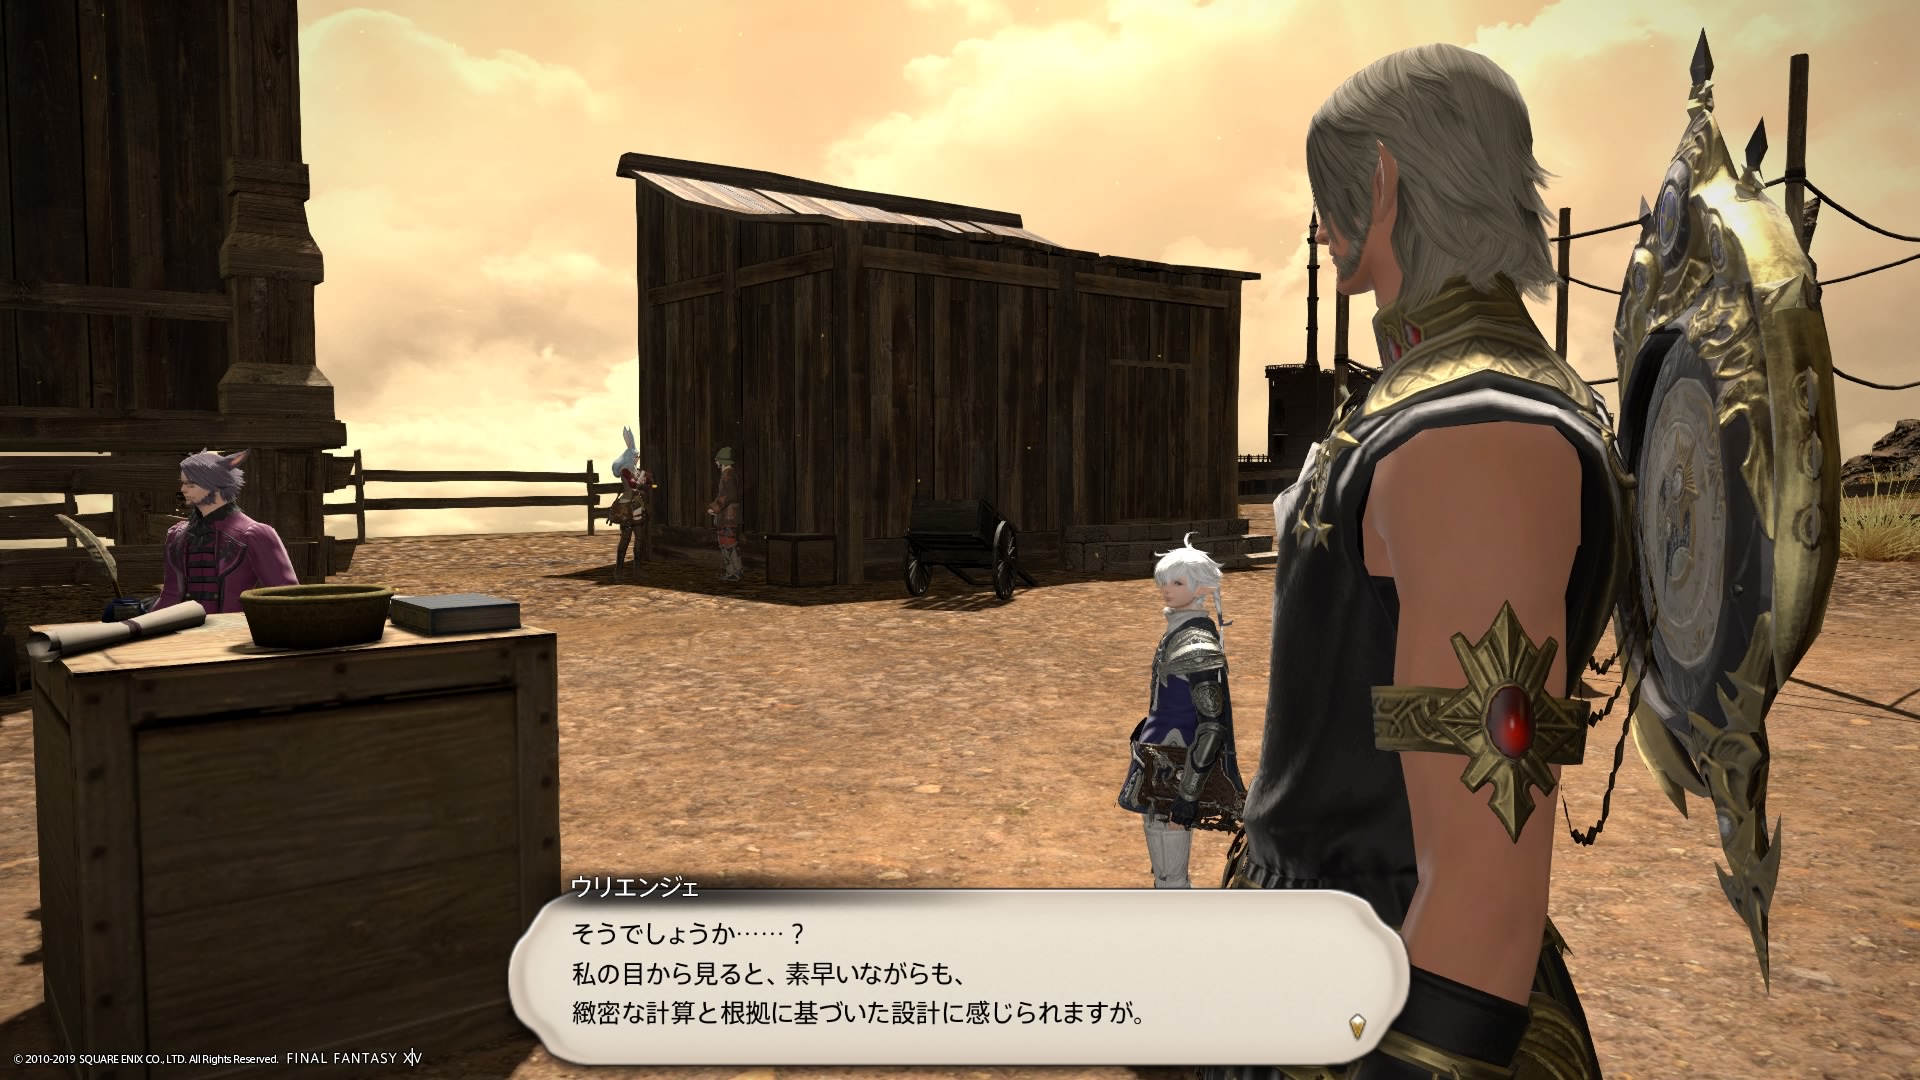 ウリエンジェ
そうでしょうか……？
私の目から見ると、素早いながらも、
緻密な計算と根拠に基づいた設計に感じられますが。
© 2010-2019 SQUARE ENIX CO., LTD. All Rights Reserved. FINAL FANTASY XIV